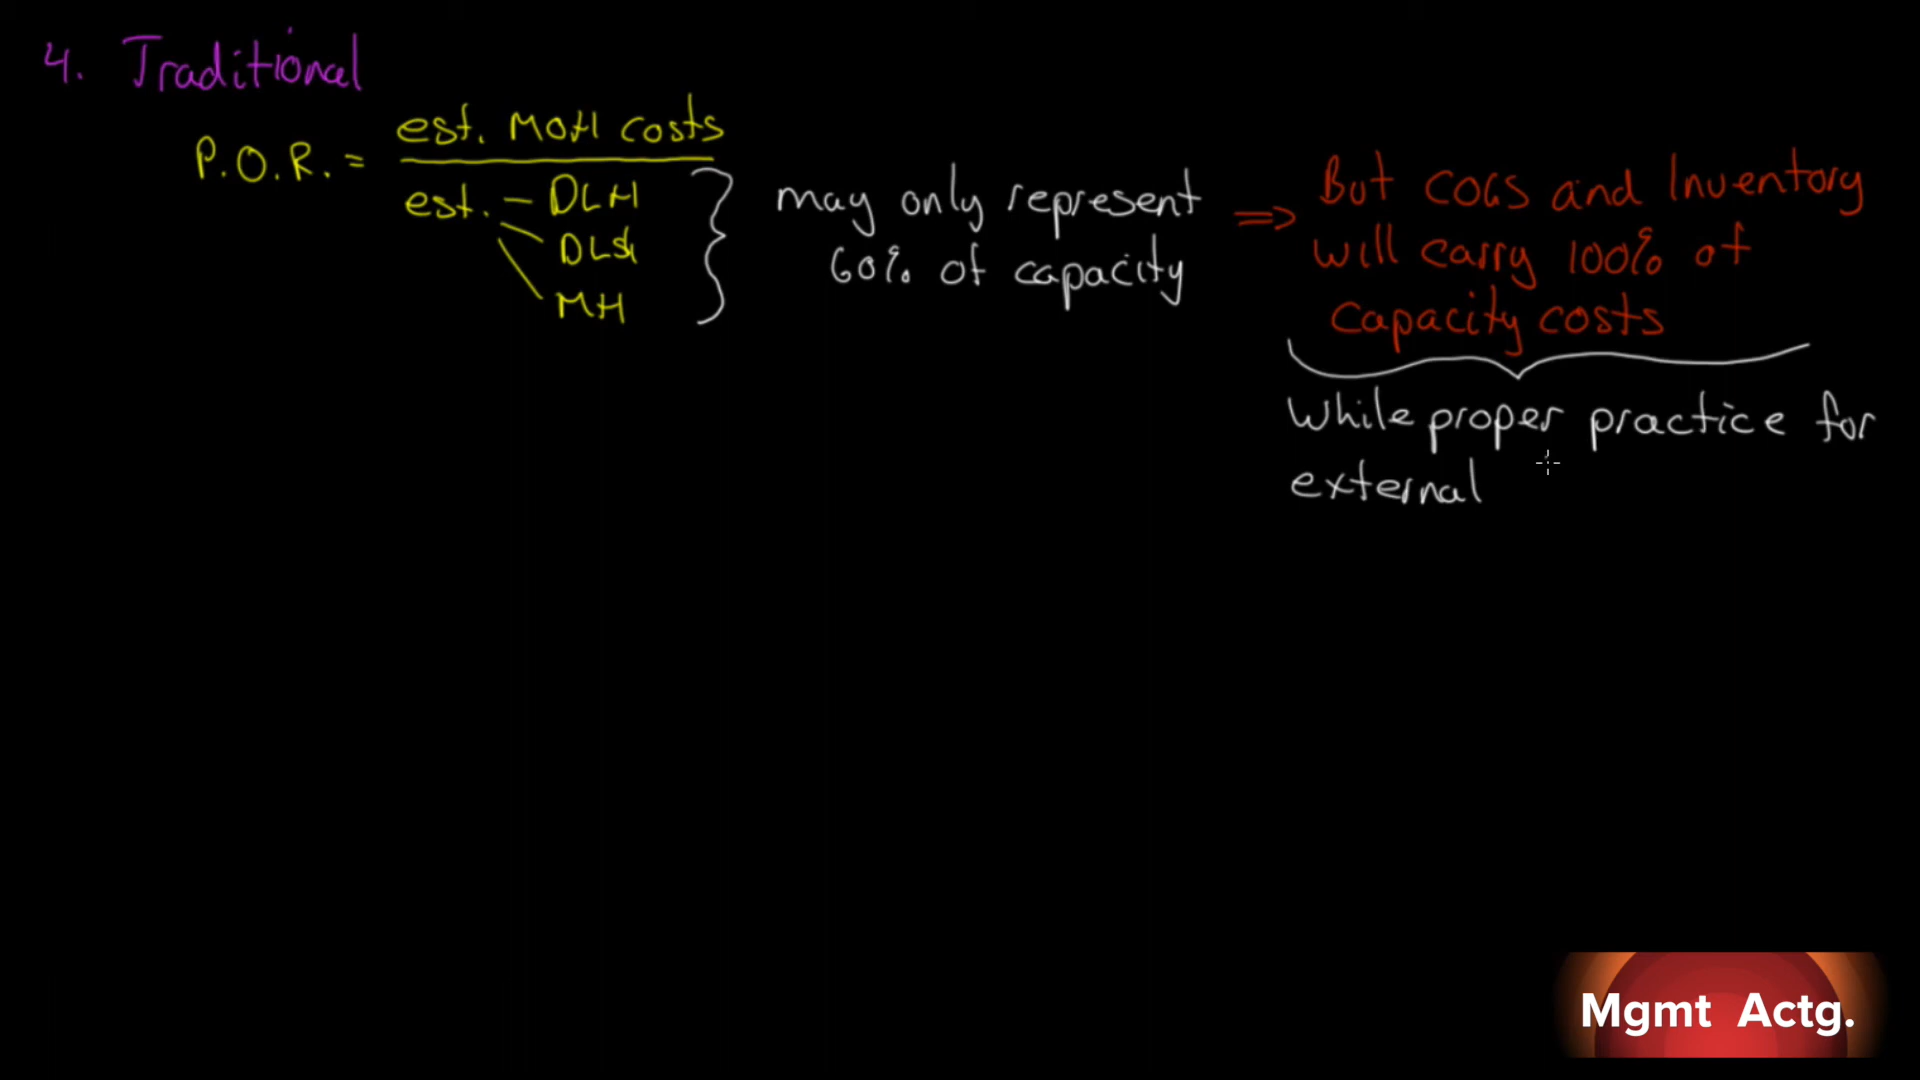 4. Traditional
P.O.R. = est. MOH costs
est. - DLH
DL$
MH
may only represent
60% of capacity
=> But COGS and Inventory
will carry 100% of
capacity costs
While proper practice for
external
Mgmt Actg.